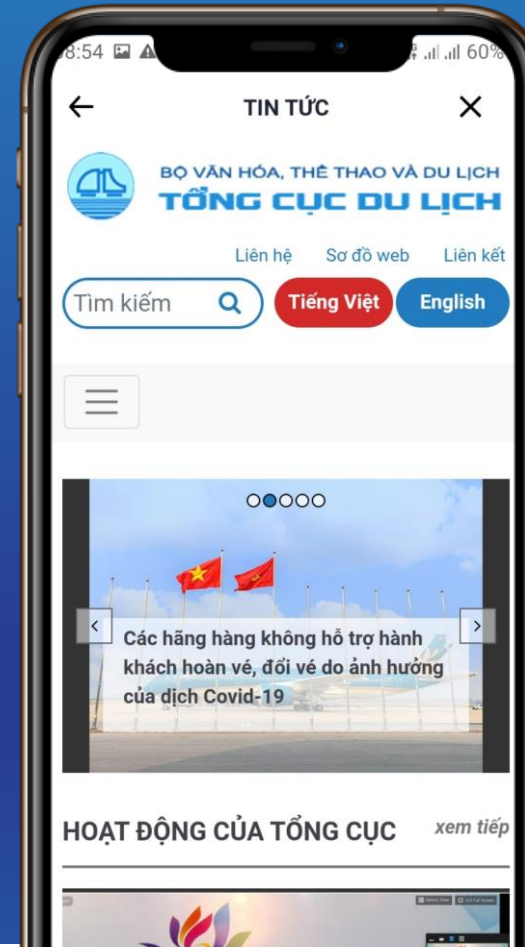 8:54 60%
TIN TỨC
BỘ VĂN HÓA, THỂ THAO VÀ DU LỊCH
TỔNG CỤC DU LỊCH
Liên hệ Sơ đồ web Liên kết
Tìm kiếm Tiếng Việt English
Các hãng hàng không hỗ trợ hành
khách hoàn vé, đổi vé do ảnh hưởng
của dịch Covid-19
HOẠT ĐỘNG CỦA TỔNG CỤC xem tiếp